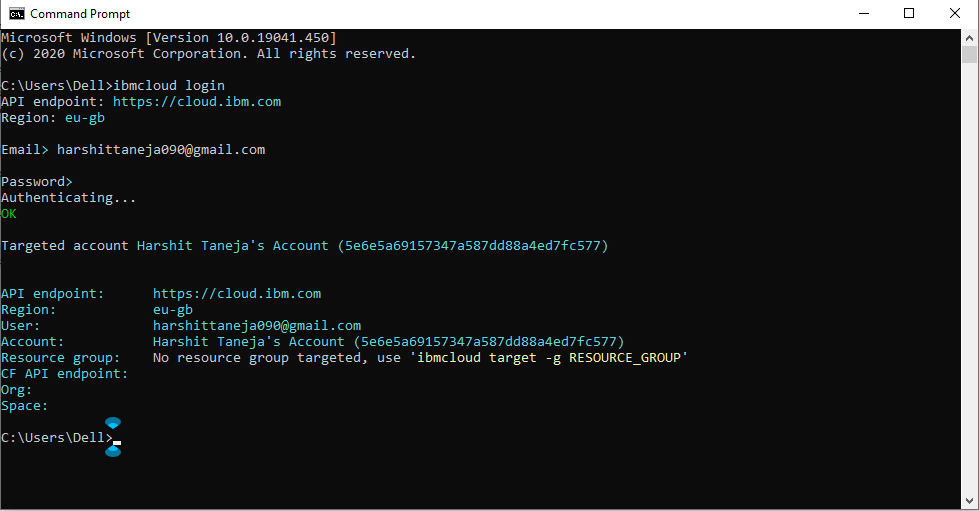 Command Prompt
Microsoft Windows [Version 10.0.19041.450]
(c) 2020 Microsoft Corporation. All rights reserved.
C:\Users\Dell>ibmcloud login
API endpoint: https://cloud.ibm.com
Region: eu-gb
Email> harshittaneja090@gmail.com
Password>
Authenticating...
OK
Targeted account Harshit Taneja's Account (5e6e5a69157347a587dd88a4ed7fc577)
API endpoint:      https://cloud.ibm.com
Region:            eu-gb
User:              harshittaneja090@gmail.com
Account:           Harshit Taneja's Account (5e6e5a69157347a587dd88a4ed7fc577)
Resource group:    No resource group targeted, use 'ibmcloud target -g RESOURCE_GROUP'
CF API endpoint:
Org:
Space:
C:\Users\Dell>